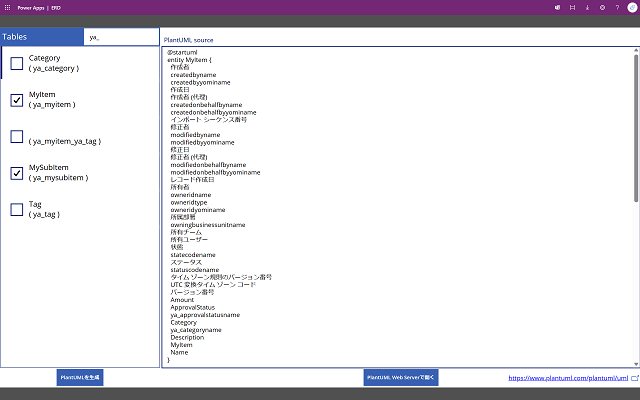 Power Apps | ERD
Tables
ya_
PlantUML source
Category
( ya_category )
MyItem
( ya_myitem )
( ya_myitem_ya_tag )
MySubItem
( ya_mysubitem )
Tag
( ya_tag )
@startuml
entity MyItem {
作成者
createdbyname
createdbyyominame
作成日
作成者 (代理)
createdonbehalfbyname
createdonbehalfbyyominame
インポート シーケンス番号
修正者
modifiedbyname
modifiedbyyominame
修正日
修正者 (代理)
modifiedonbehalfbyname
modifiedonbehalfbyyominame
レコード作成日
所有者
owneridname
owneridtype
owneridyominame
所属部署
owningbusinessunitname
所有チーム
所有ユーザー
状態
statecodename
ステータス
statuscodename
タイム ゾーン規則のバージョン番号
UTC 変換タイム ゾーン コード
バージョン番号
Amount
ApprovalStatus
ya_approvalstatusname
Category
ya_categoryname
Description
MyItem
Name
}
PlantUMLを生成
PlantUML Web Serverで開く
https://www.plantuml.com/plantuml/uml